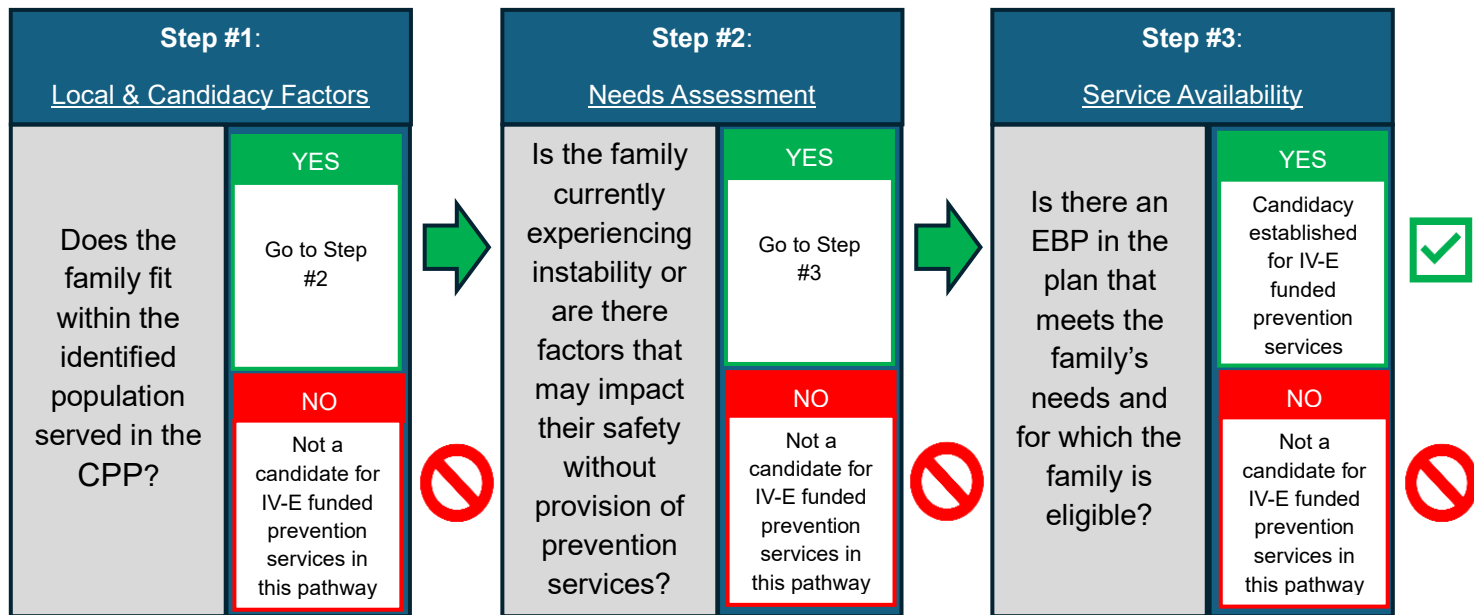 Step #1:
Local & Candidacy Factors
Does the
family fit
within the
identified
population
served in the
CPP?
YES
Go to Step
#2
NO
Not a
candidate for
IV-E funded
prevention
services in
this pathway
Step #2:
Needs Assessment
Is the family
currently
experiencing
instability or
are there
factors that
may impact
their safety
without
provision of
prevention
services?
YES
Go to Step
#3
NO
Not a
candidate for
IV-E funded
prevention
services in
this pathway
Step #3:
Service Availability
Is there an
EBP in the
plan that
meets the
family’s
needs and
for which the
family is
eligible?
YES
Candidacy
established
for IV-E
funded
prevention
services
NO
Not a
candidate for
IV-E funded
prevention
services in
this pathway